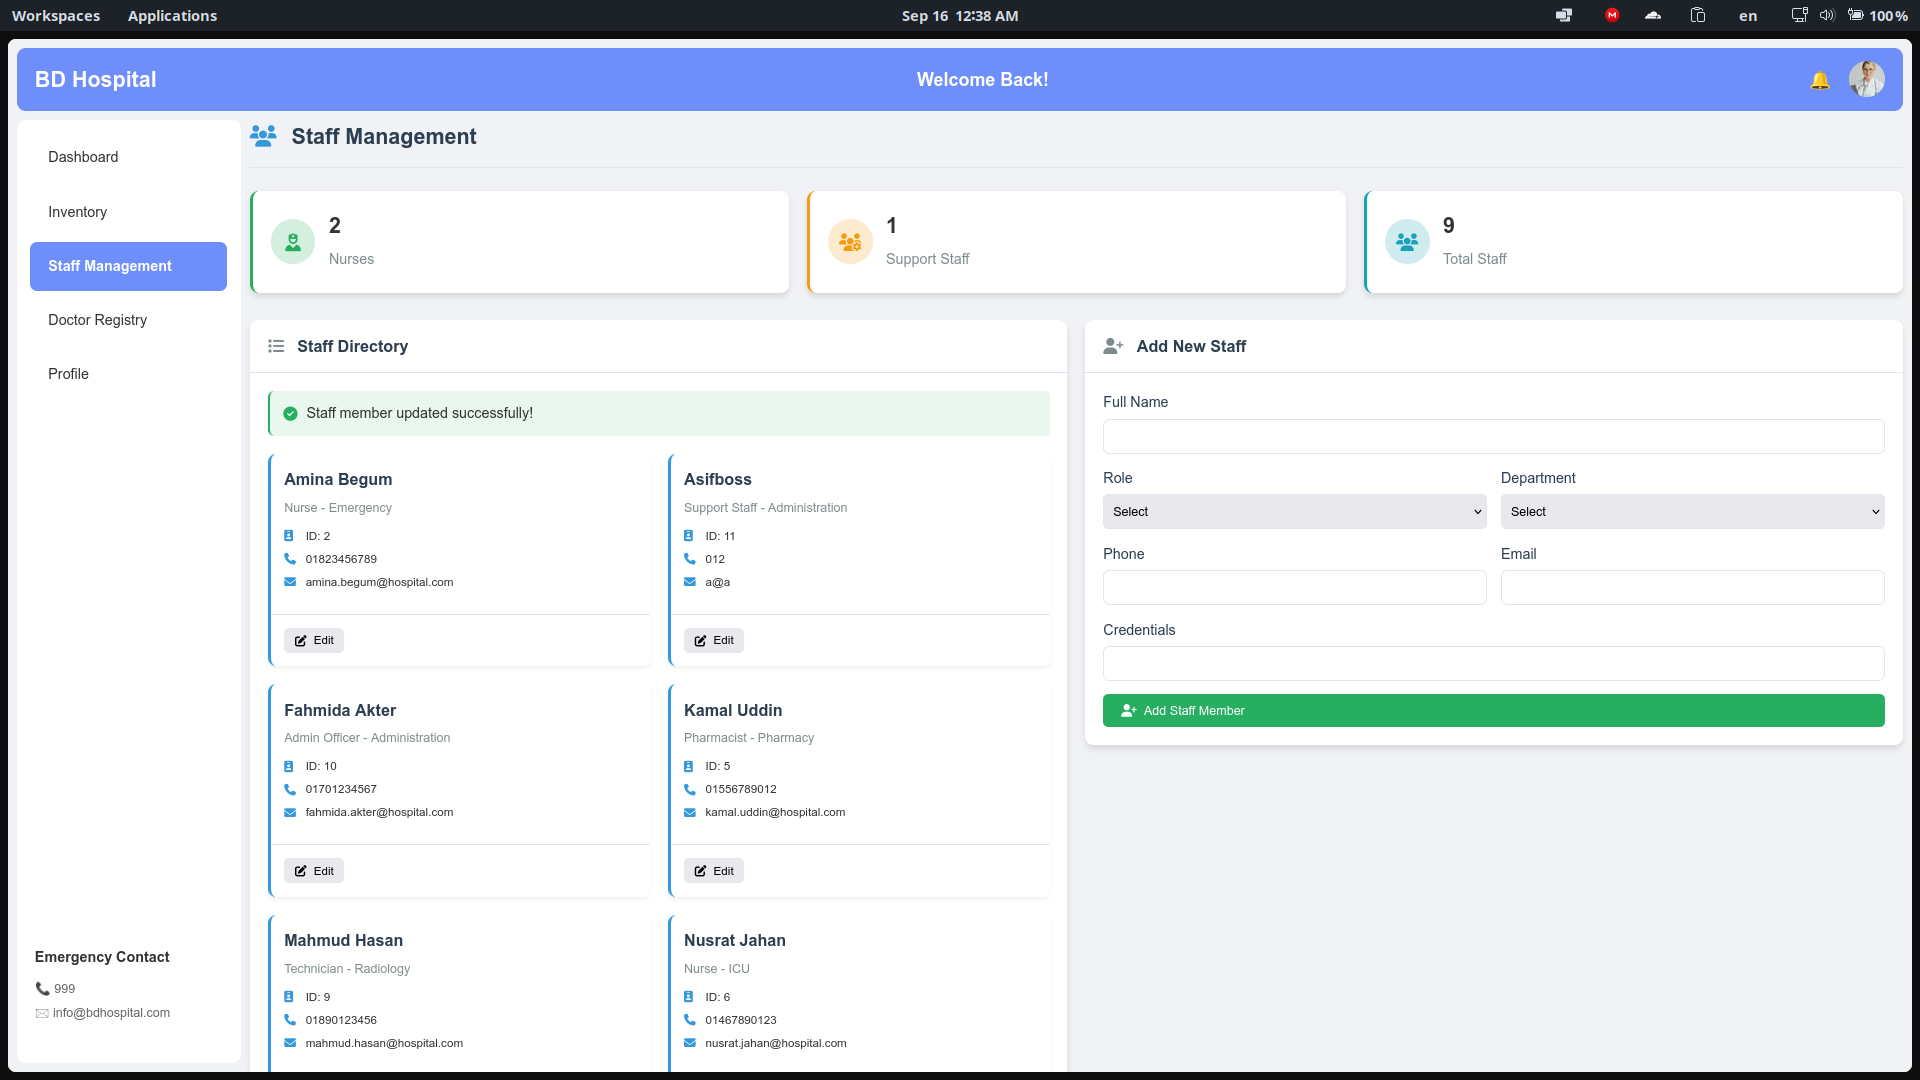 Workspaces Applications Sep 16 12:38 AM en 100%
BD Hospital Welcome Back!
Dashboard
Inventory
Staff Management
Doctor Registry
Profile
Emergency Contact
999
info@bdhospital.com
Staff Management
2
Nurses
1
Support Staff
9
Total Staff
Staff Directory
Staff member updated successfully!
Amina Begum
Nurse - Emergency
ID: 2
01823456789
amina.begum@hospital.com
Edit
Asifboss
Support Staff - Administration
ID: 11
012
a@a
Edit
Fahmida Akter
Admin Officer - Administration
ID: 10
01701234567
fahmida.akter@hospital.com
Edit
Kamal Uddin
Pharmacist - Pharmacy
ID: 5
01556789012
kamal.uddin@hospital.com
Edit
Mahmud Hasan
Technician - Radiology
ID: 9
01890123456
mahmud.hasan@hospital.com
Nusrat Jahan
Nurse - ICU
ID: 6
01467890123
nusrat.jahan@hospital.com
Add New Staff
Full Name
Role Department
Select Select
Phone Email
Credentials
Add Staff Member